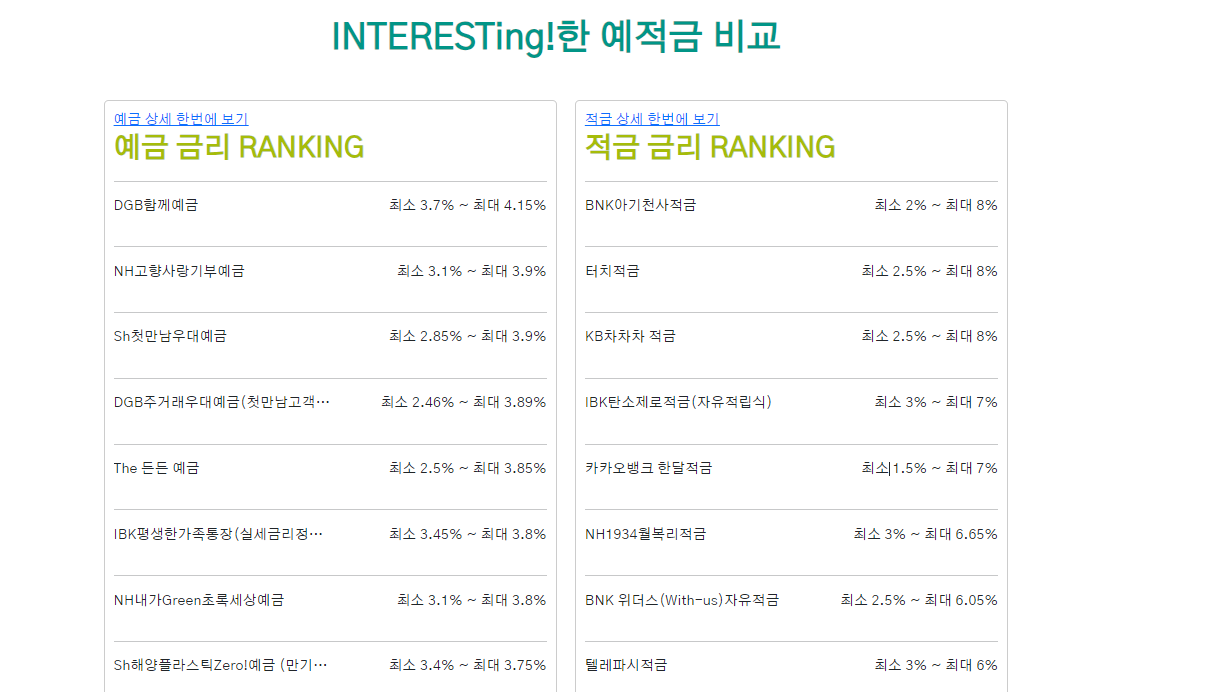 INTERESTing!한 예적금 비교
예금 상세 한번에 보기
예금 금리 RANKING
DGB함께예금 최소 3.7% ~ 최대 4.15%
NH고향사랑기부예금 최소 3.1% ~ 최대 3.9%
Sh첫만남우대예금 최소 2.85% ~ 최대 3.9%
DGB주거래우대예금(첫만남고객… 최소 2.46% ~ 최대 3.89%
The 든든 예금 최소 2.5% ~ 최대 3.85%
IBK평생한가족통장(실세금리정… 최소 3.45% ~ 최대 3.8%
NH내가Green초록세상예금 최소 3.1% ~ 최대 3.8%
Sh해양플라스틱Zero!예금 (만기… 최소 3.4% ~ 최대 3.75%
적금 상세 한번에 보기
적금 금리 RANKING
BNK아기천사적금 최소 2% ~ 최대 8%
터치적금 최소 2.5% ~ 최대 8%
KB차차차 적금 최소 2.5% ~ 최대 8%
IBK탄소제로적금(자유적립식) 최소 3% ~ 최대 7%
카카오뱅크 한달적금 최소 1.5% ~ 최대 7%
NH1934월복리적금 최소 3% ~ 최대 6.65%
BNK 위더스(With-us)자유적금 최소 2.5% ~ 최대 6.05%
텔레파시적금 최소 3% ~ 최대 6%